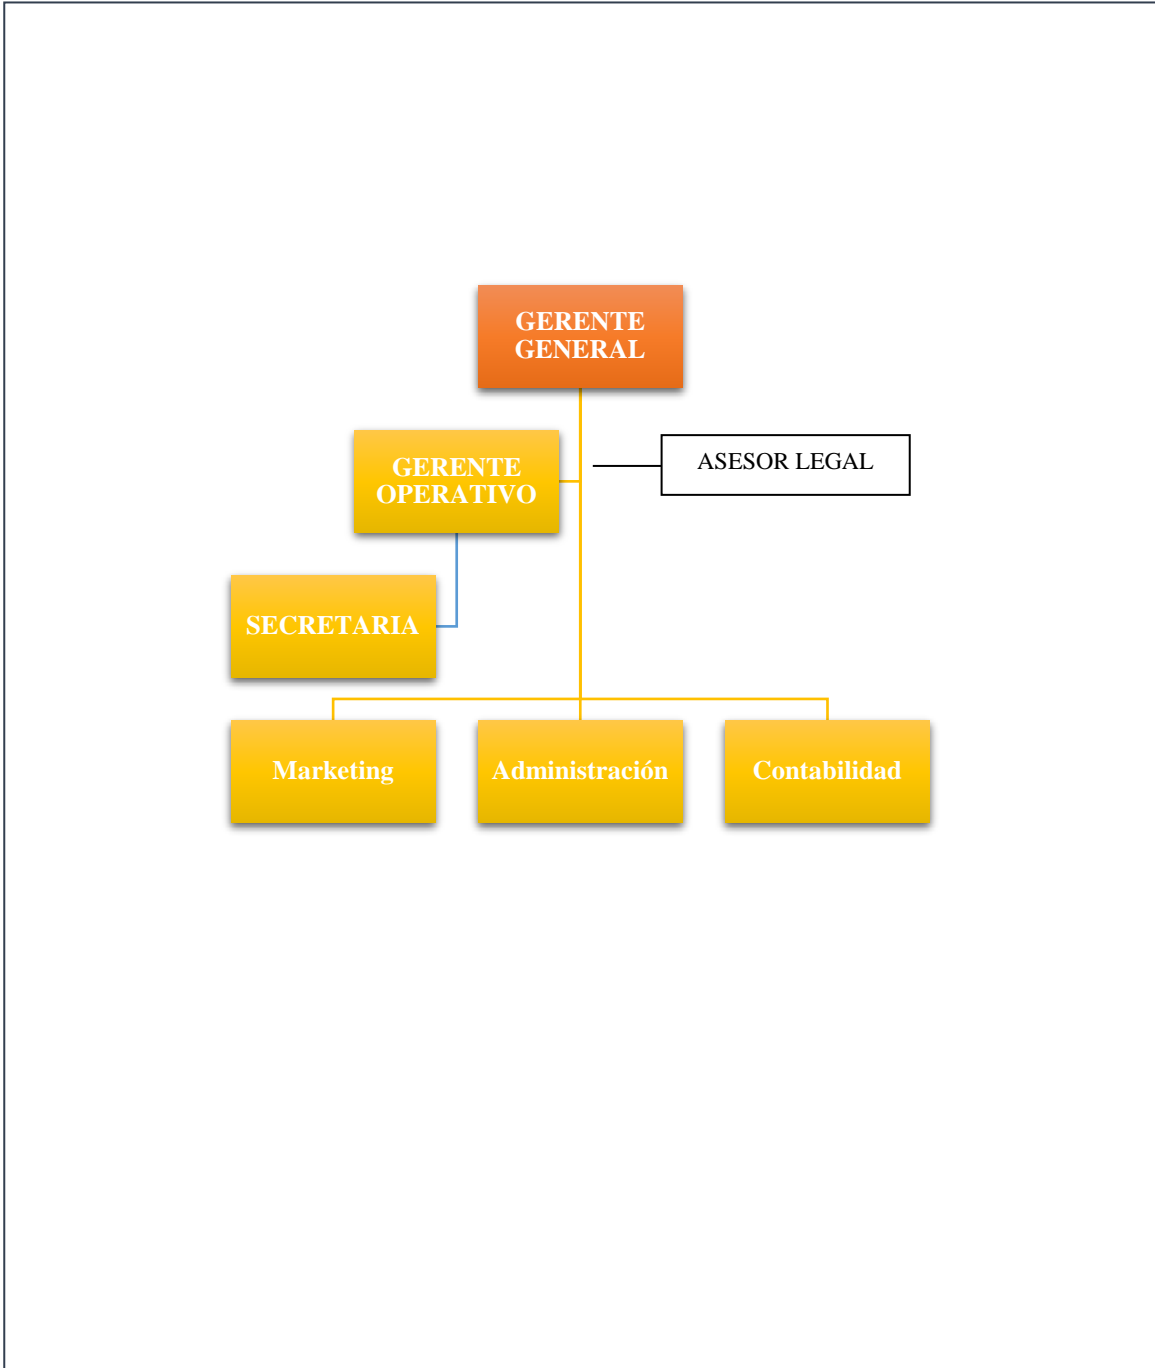 GERENTE
GENERAL
GERENTE
OPERATIVO
ASESOR LEGAL
SECRETARIA
Marketing
Administración
Contabilidad